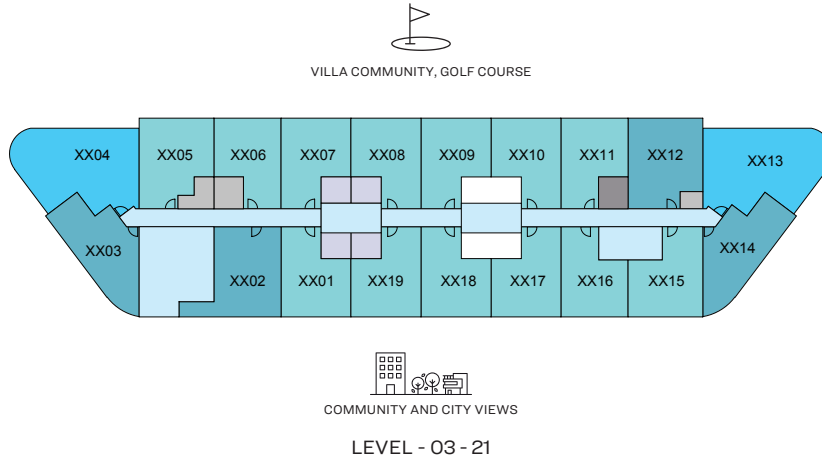 VILLA COMMUNITY, GOLF COURSE
XX04
XX05
XX06
XX07
XX08
XX09
XX10
XX11
XX12
XX13
XX03
XX02
XX01
XX19
XX18
XX17
XX16
XX15
XX14
COMMUNITY AND CITY VIEWS
LEVEL - 03 - 21